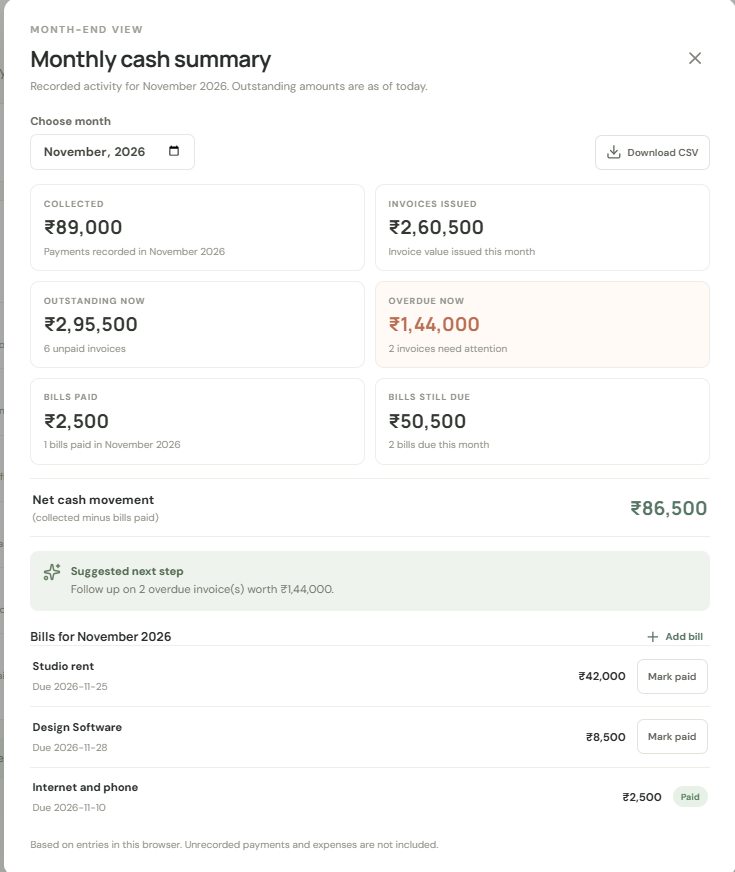 MONTH-END VIEW
Monthly cash summary
Recorded activity for November 2026. Outstanding amounts are as of today.
Choose month
November, 2026
Download CSV
COLLECTED
₹89,000
Payments recorded in November 2026
INVOICES ISSUED
₹2,60,500
Invoice value issued this month
OUTSTANDING NOW
₹2,95,500
6 unpaid invoices
OVERDUE NOW
₹1,44,000
2 invoices need attention
BILLS PAID
₹2,500
1 bills paid in November 2026
BILLS STILL DUE
₹50,500
2 bills due this month
Net cash movement
(collected minus bills paid)
₹86,500
Suggested next step
Follow up on 2 overdue invoice(s) worth ₹1,44,000.
Bills for November 2026
Add bill
Studio rent
Due 2026-11-25
₹42,000
Mark paid
Design Software
Due 2026-11-28
₹8,500
Mark paid
Internet and phone
Due 2026-11-10
₹2,500
Paid
Based on entries in this browser. Unrecorded payments and expenses are not included.